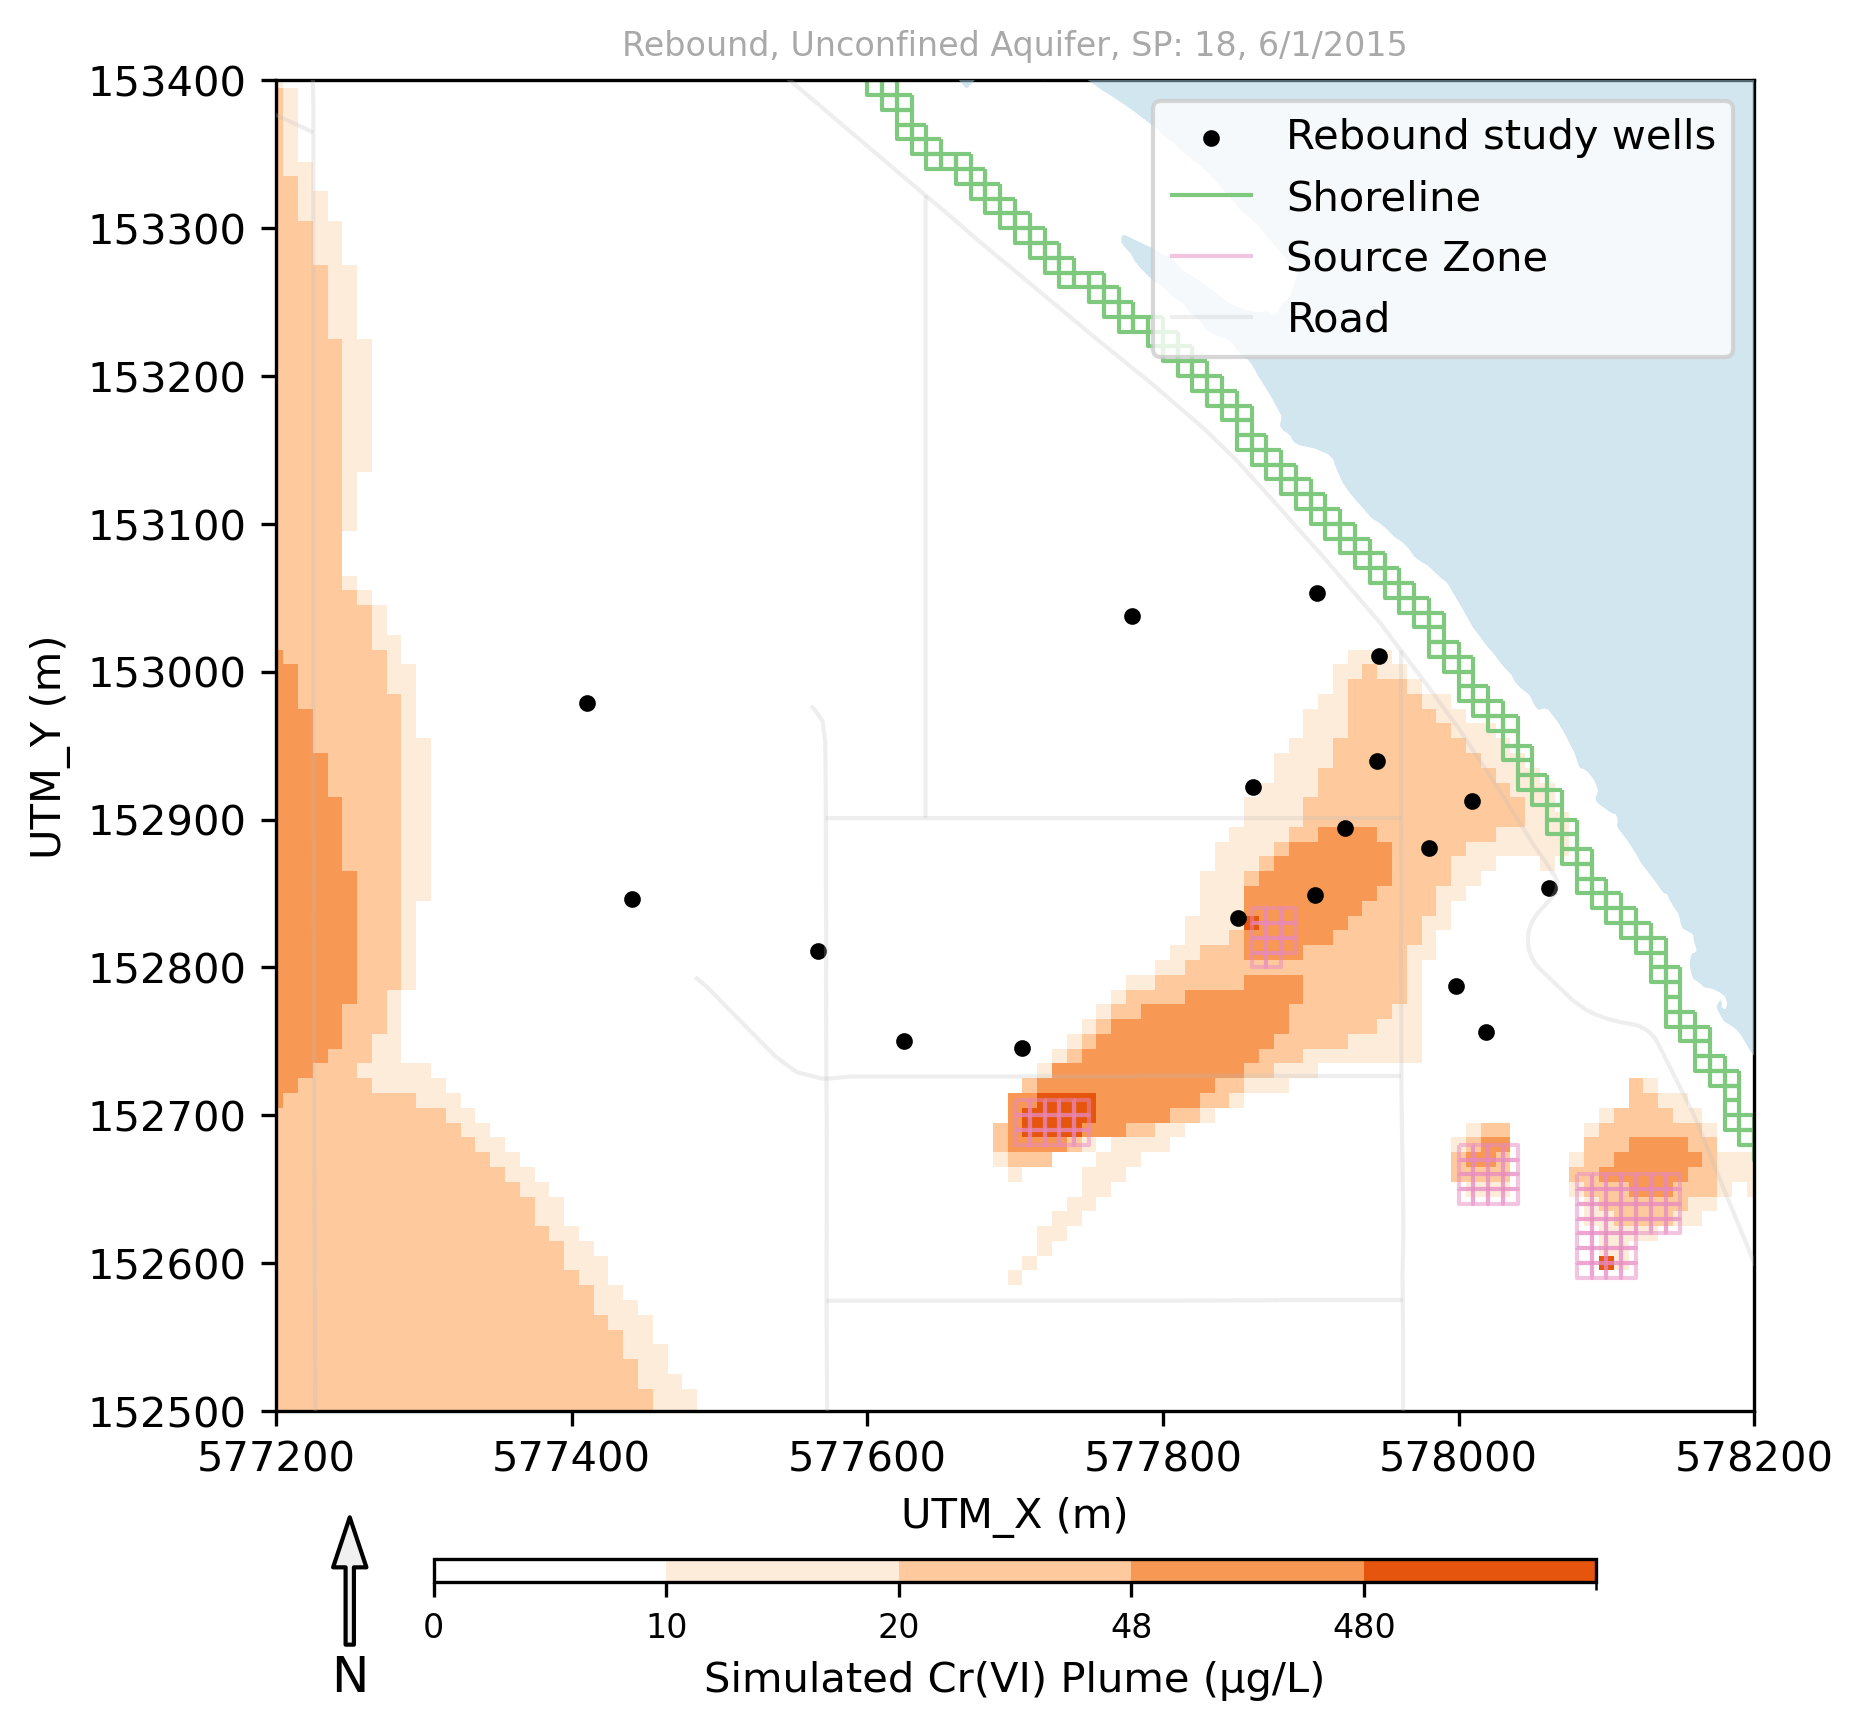 Rebound, Unconfined Aquifer, SP: 18, 6/1/2015
Rebound study wells
Shoreline
Source Zone
Road
153400
153300
153200
153100
153000
152900
152800
152700
152600
152500
UTM_Y (m)
577200 577400 577600 577800 578000 578200
UTM_X (m)
N
0 10 20 48 480
Simulated Cr(VI) Plume (μg/L)